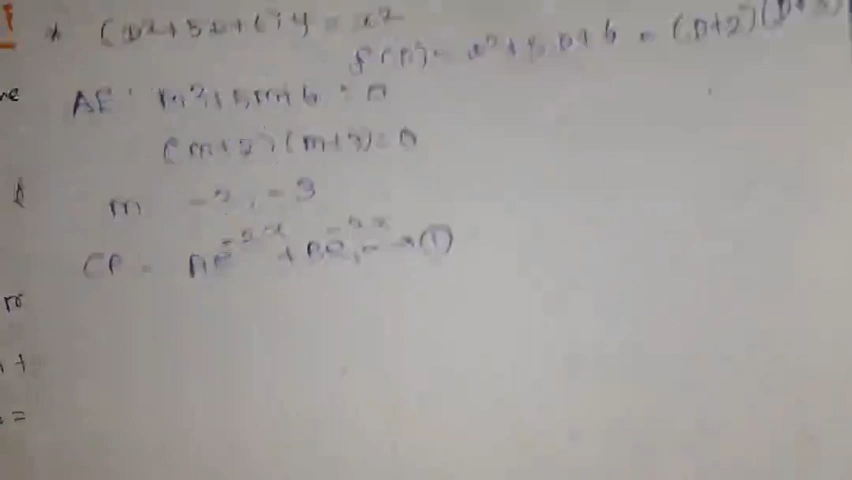 * (D²+5D+6)y = x²
f(D) = D²+5D+6 = (D+2)(D+3)
AE: m²+5m+6 = 0
(m+2)(m+3)=0
m = -2, -3
CF = Ae^-2x + Be^-3x → (1)